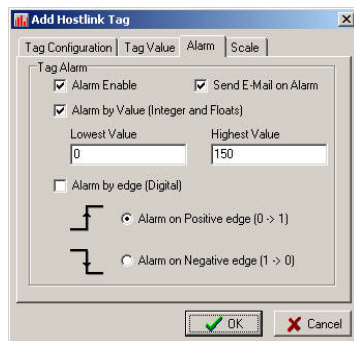 Add Hostlink Tag
Tag Configuration Tag Value Alarm Scale
Tag Alarm
Alarm Enable Send E-Mail on Alarm
Alarm by Value (Integer and Floats)
Lowest Value Highest Value
0 150
Alarm by edge (Digital)
Alarm on Positive edge (0 -> 1)
Alarm on Negative edge (1 -> 0)
OK Cancel